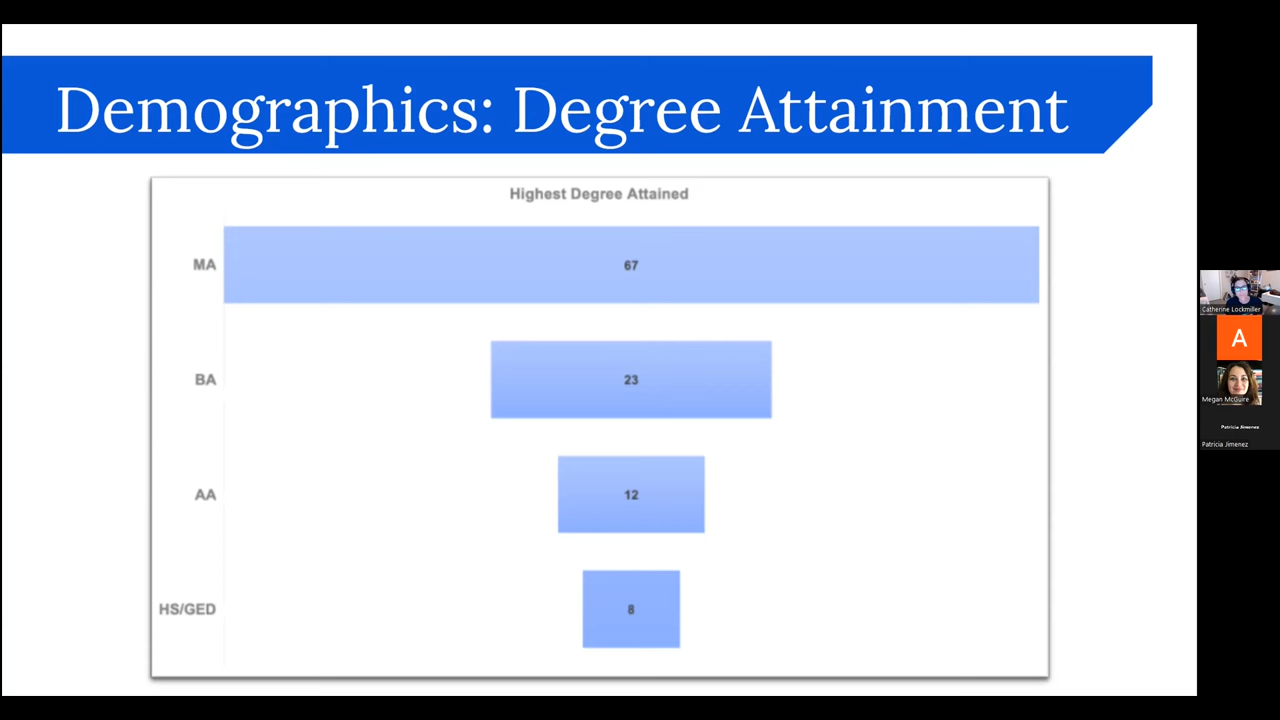 Demographics: Degree Attainment
Highest Degree Attained
MA
67
BA
23
AA
12
HS/GED
8
Catherine Lockmiller
A
Megan McGuire
Patricia Jimenez
Patricia Jimenez